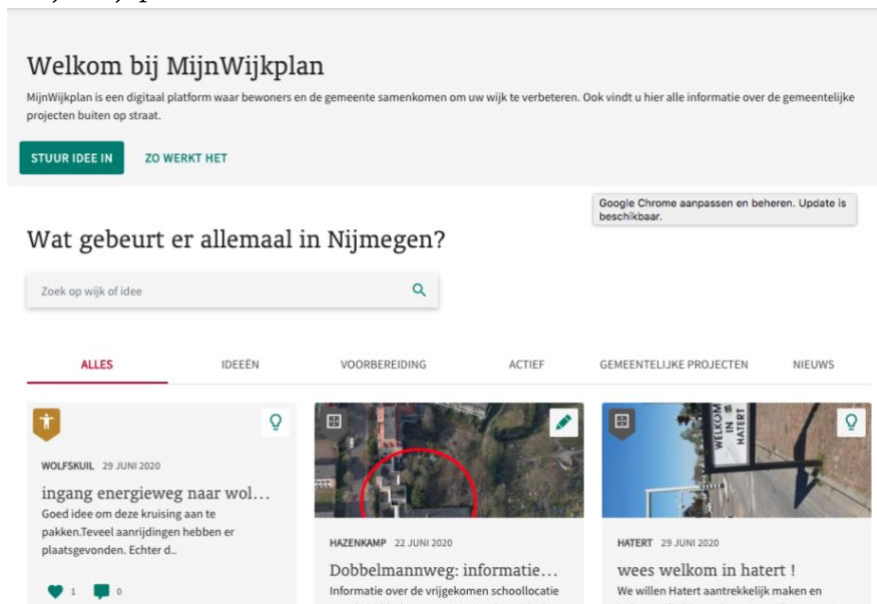 Welkom bij MijnWijkplan
MijnWijkplan is een digitaal platform waar bewoners en de gemeente samenkomen om uw wijk te verbeteren. Ook vindt u hier alle informatie over de gemeentelijke
projecten buiten op straat.
STUUR IDEE IN ZO WERKT HET
Google Chrome aanpassen en beheren. Update is
beschikbaar.
Wat gebeurt er allemaal in Nijmegen?
Zoek op wijk of idee
ALLES IDEEËN VOORBEREIDING ACTIEF GEMEENTELIJKE PROJECTEN NIEUWS
WOLFSKUIL 29 JUNI 2020
ingang energieweg naar wol...
Goed idee om deze kruising aan te
pakken.Teveel aanrijdingen hebben er
plaatsgevonden. Echter d..
1 0
HAZENKAMP 22 JUNI 2020
Dobbelmannweg: informatie...
Informatie over de vrijgekomen schoollocatie
WELKOM
IN
HATERT
HATERT 29 JUNI 2020
wees welkom in hatert !
We willen Hatert aantrekkelijk maken en